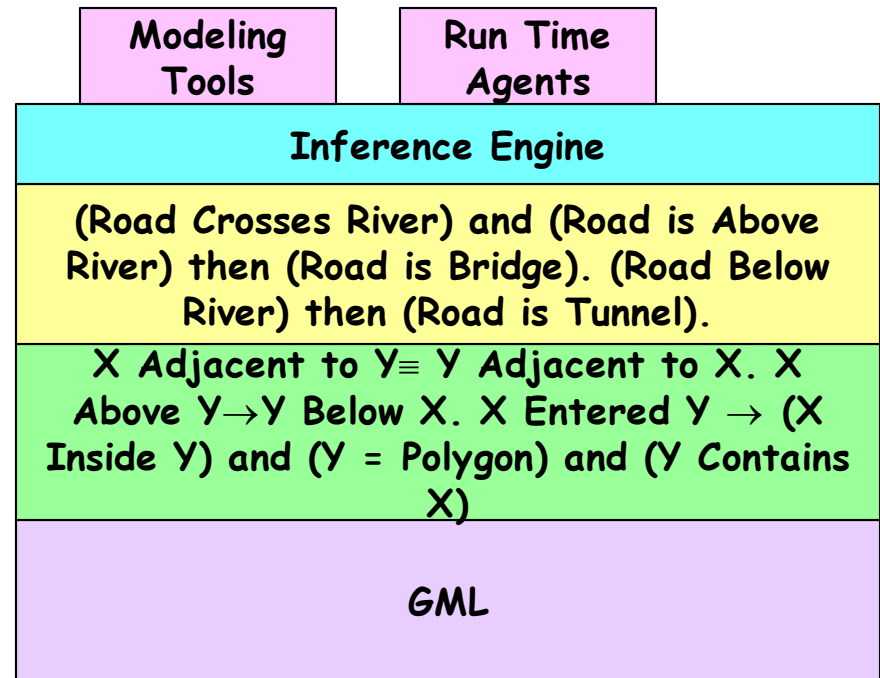 Modeling
Tools
Run Time
Agents
Inference Engine
(Road Crosses River) and (Road is Above
River) then (Road is Bridge). (Road Below
River) then (Road is Tunnel).
X Adjacent to Y≡ Y Adjacent to X. X
Above Y→Y Below X. X Entered Y → (X
Inside Y) and (Y = Polygon) and (Y Contains
X)
GML